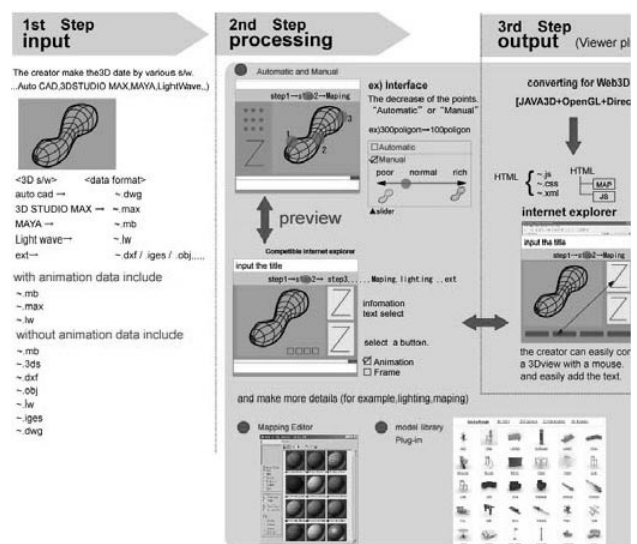 1st Step
input
The creator make the3D date by various s/w.
..Auto CAD,3DSTUDIO MAX,MAYA,LightWave,,)
<3D s/w> <data format>
auto cad → ~.dwg
3D STUDIO MAX → ~.max
MAYA → ~.mb
Light wave→ ~.lw
ext→ ~.dxf / .iges / .obj,,,,,
with animation data include
~.mb
~.max
~.lw
without animation data include
~.mb
~.3ds
~.dxf
~.obj
~.lw
~.iges
~.dwg
2nd Step
processing
Automatic and Manual
step1→step2→Maping
1
2
3
ex) Interface
The decrease of the points.
"Automatic" or "Manual"
ex)300poligon→100poligon
Automatic
Manual
poor normal rich
▲slider
preview
Compatible internet explorer
input the title
step1→step2→ step3......Maping.lighting ..ext
infomation
text select
select a button.
Animation
Frame
and make more details (for example,lighting,maping)
Mapping Editor
model library
Plug-in
3rd Step
output (Viewer pl
converting for Web3D
[JAVA3D+OpenGL+Direc
HTML { ~.js
~.css
~.xml
HTML
MAP
JS
internet explorer
input the title
step1→step2→Maping
the creator can easily con
a 3Dview with a mouse.
and easily add the text.